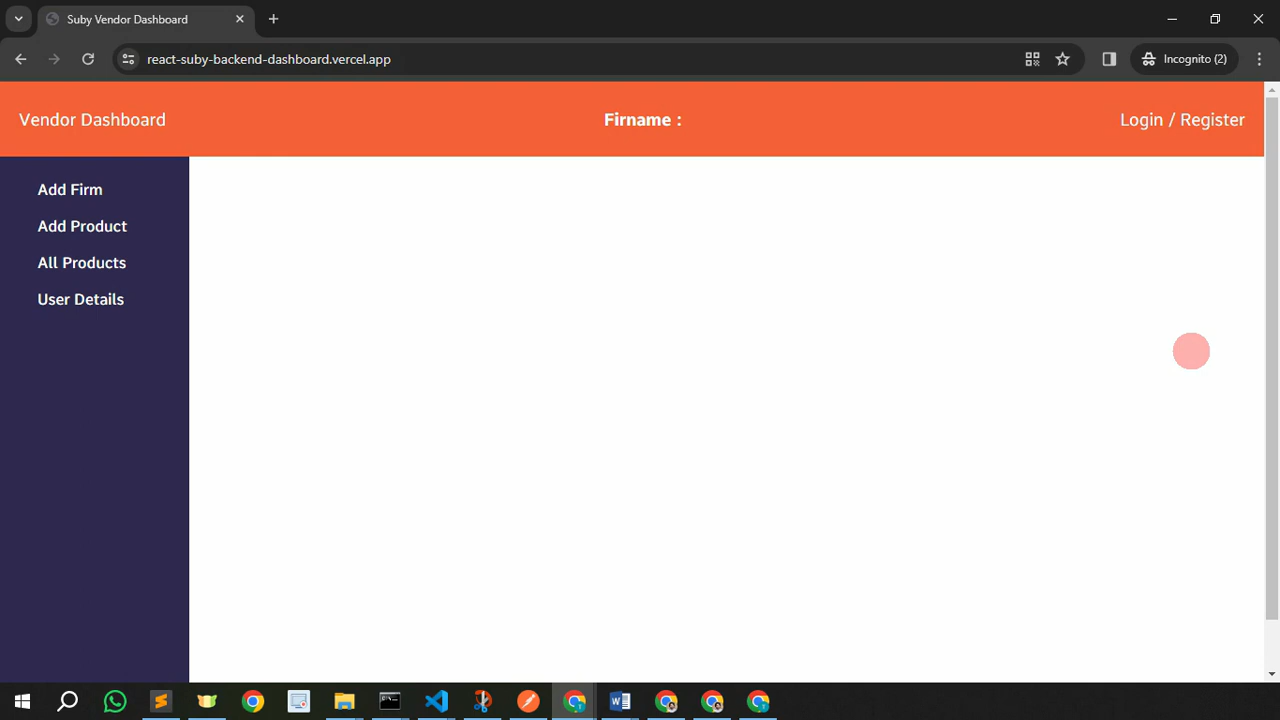 Suby Vendor Dashboard
react-suby-backend-dashboard.vercel.app
Incognito (2)
Vendor Dashboard
Firname :
Login / Register
Add Firm
Add Product
All Products
User Details